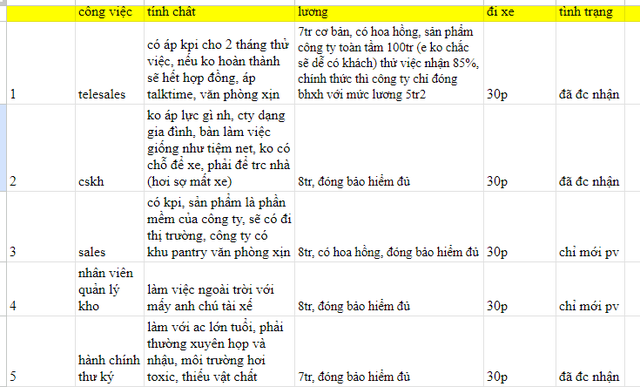 công việc tính chất lương đi xe tình trạng
1
telesales
có áp kpi cho 2 tháng thử
việc, nếu ko hoàn thành
sẽ hết hợp đồng, áp
talktime, văn phòng xịn
7tr cơ bản, có hoa hồng, sản phẩm
công ty toàn tầm 100tr (e ko chắc
sẽ dễ có khách) thử việc nhận 85%,
chính thức thì công ty chỉ đóng
bhxh với mức lương 5tr2
30p
đã đc nhận
2
cskh
ko áp lực gì nh, cty dạng
gia đình, bàn làm việc
giống như tiệm net, ko có
chỗ để xe, phải để trc nhà
(hơi sợ mất xe)
8tr, đóng bảo hiểm đủ
30p
đã đc nhận
3
sales
có kpi, sản phẩm là phần
mềm của công ty, sẽ có đi
thị trường, công ty có
khu pantry văn phòng xịn
8tr, có hoa hồng, đóng bảo hiểm đủ
30p
chỉ mới pv
4
nhân viên
quản lý
kho
làm việc ngoài trời với
mấy anh chú tài xế
8tr, đóng bảo hiểm đủ
30p
chỉ mới pv
5
hành chính
thư ký
làm với ac lớn tuổi, phải
thường xuyên họp và
nhậu, môi trường hơi
toxic, thiếu vật chất
7tr, đóng bảo hiểm đủ
30p
đã đc nhận